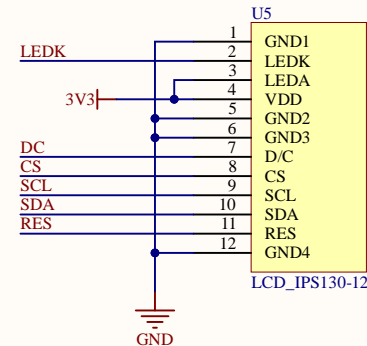 U5
1 GND1
LEDK 2 LEDK
3 LEDA
3V3 4 VDD
5 GND2
6 GND3
DC 7 D/C
CS 8 CS
SCL 9 SCL
SDA 10 SDA
RES 11 RES
12 GND4
LCD_IPS130-12
GND